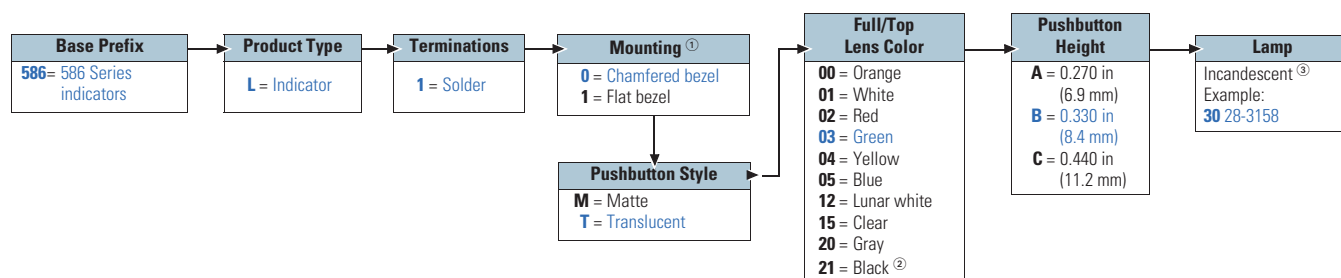 Base Prefix
586= 586 Series
indicators
Product Type
L = Indicator
Terminations
1 = Solder
Mounting ①
0 = Chamfered bezel
1 = Flat bezel
Pushbutton Style
M = Matte
T = Translucent
Full/Top
Lens Color
00 = Orange
01 = White
02 = Red
03 = Green
04 = Yellow
05 = Blue
12 = Lunar white
15 = Clear
20 = Gray
21 = Black ②
Pushbutton
Height
A = 0.270 in
(6.9 mm)
B = 0.330 in
(8.4 mm)
C = 0.440 in
(11.2 mm)
Lamp
Incandescent ③
Example:
30 28-3158